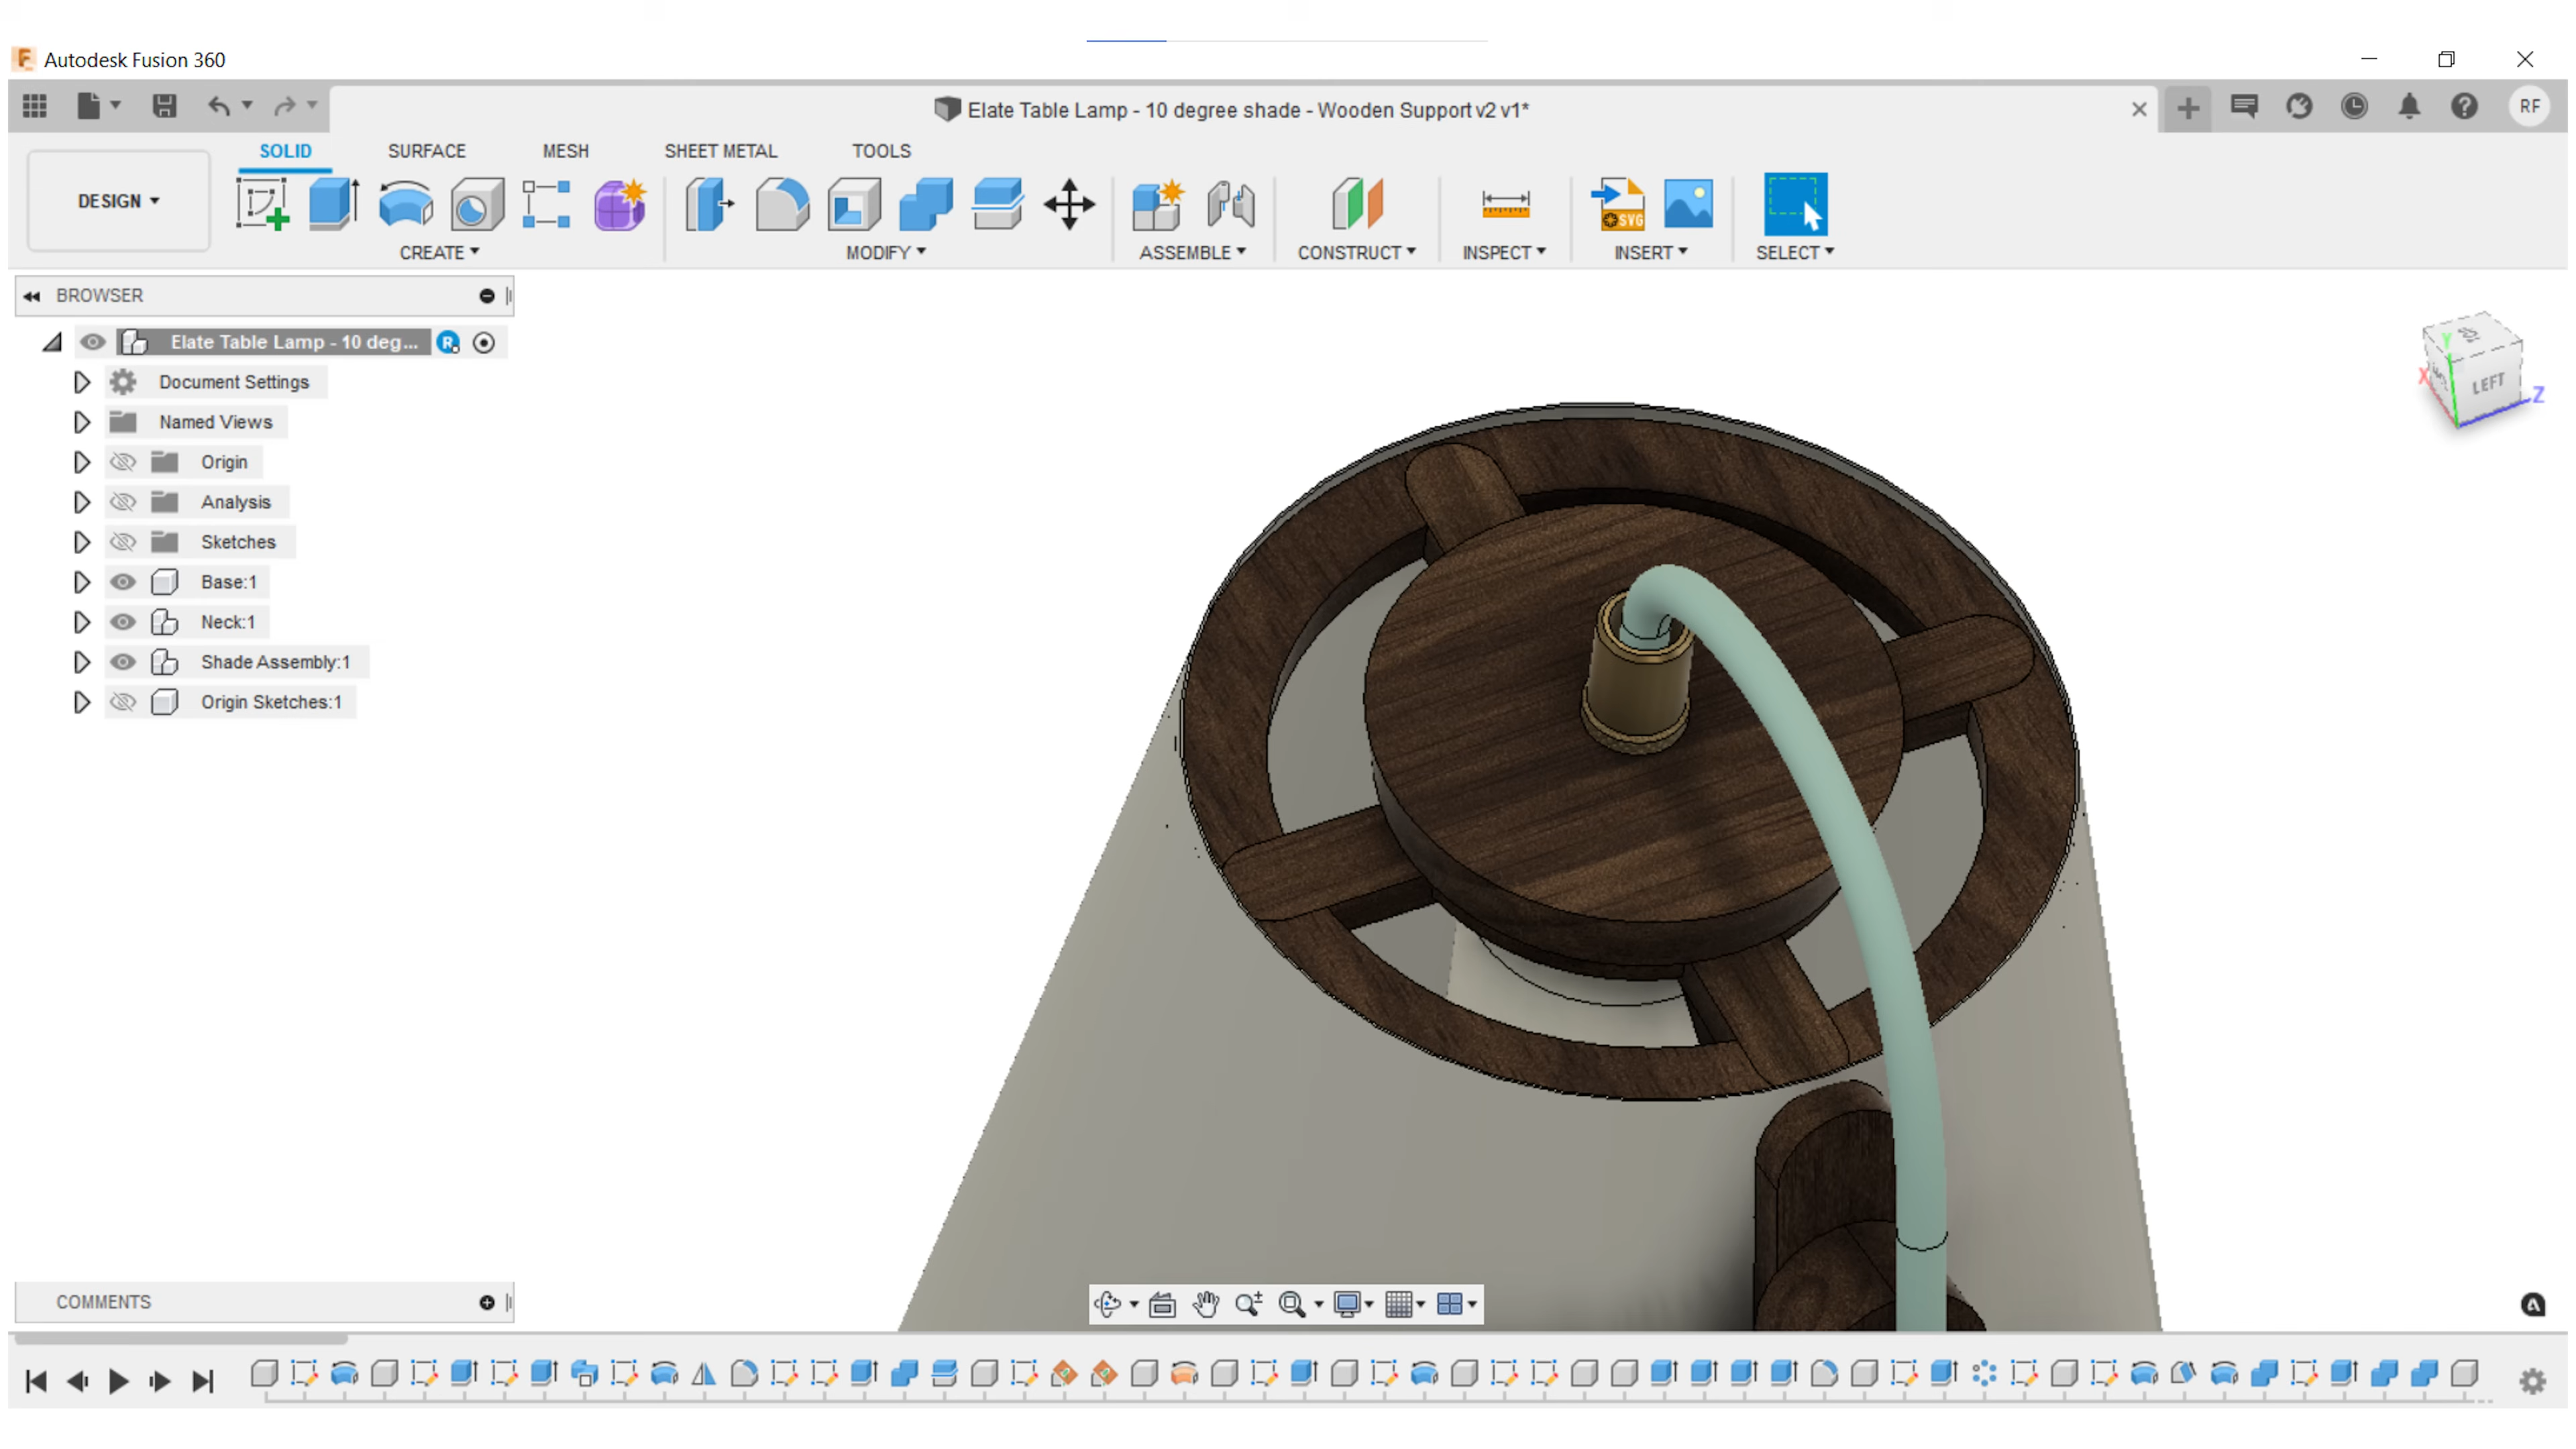 Autodesk Fusion 360
Elate Table Lamp - 10 degree shade - Wooden Support v2 v1*
RF
DESIGN
SOLID
SURFACE
MESH
SHEET METAL
TOOLS
CREATE
MODIFY
ASSEMBLE
CONSTRUCT
INSPECT
SVG
INSERT
SELECT
BROWSER
Elate Table Lamp - 10 deg...
R
Document Settings
Named Views
Origin
Analysis
Sketches
Base:1
Neck:1
Shade Assembly:1
Origin Sketches:1
Y
X
LEFT
Z
COMMENTS